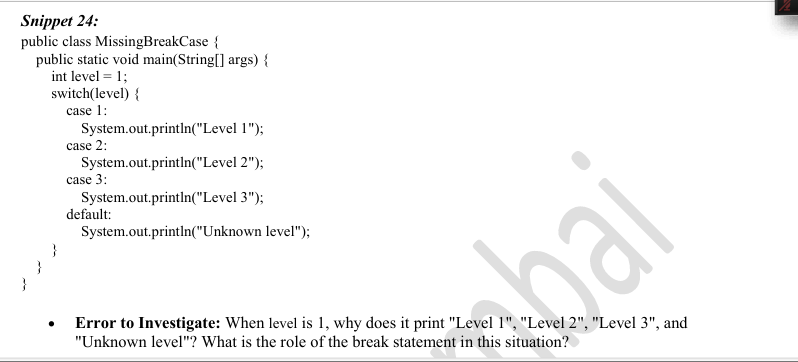 Snippet 24:
public class MissingBreakCase {
public static void main(String[] args) {
int level = 1;
switch(level) {
case 1:
System.out.println("Level 1");
case 2:
System.out.println("Level 2");
case 3:
System.out.println("Level 3");
default:
System.out.println("Unknown level");
}
}
}
• Error to Investigate: When level is 1, why does it print "Level 1", "Level 2", "Level 3", and
"Unknown level"? What is the role of the break statement in this situation?
mbai